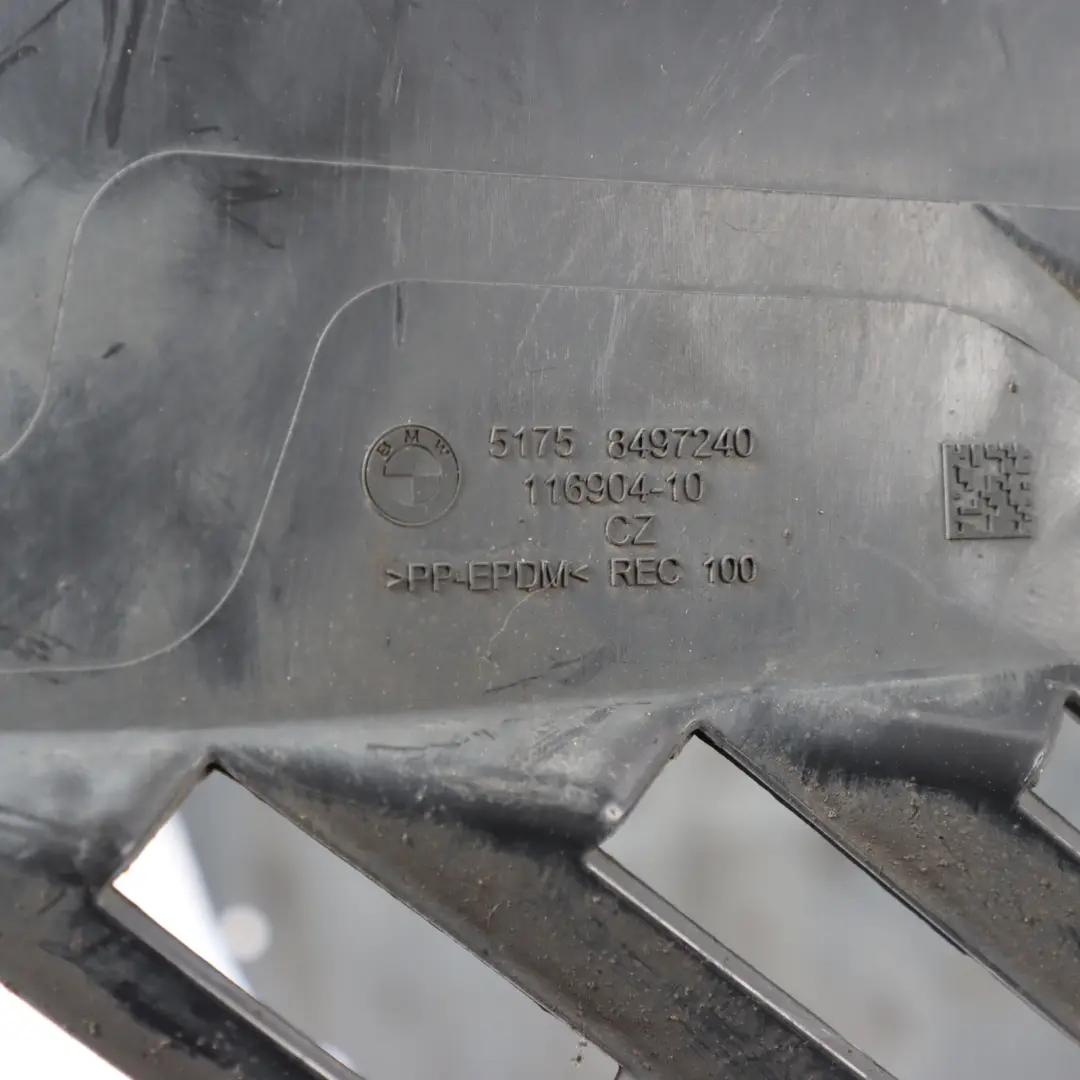 BMW
5175 8497240
116904-10
CZ
>PP-EPDM< REC 100